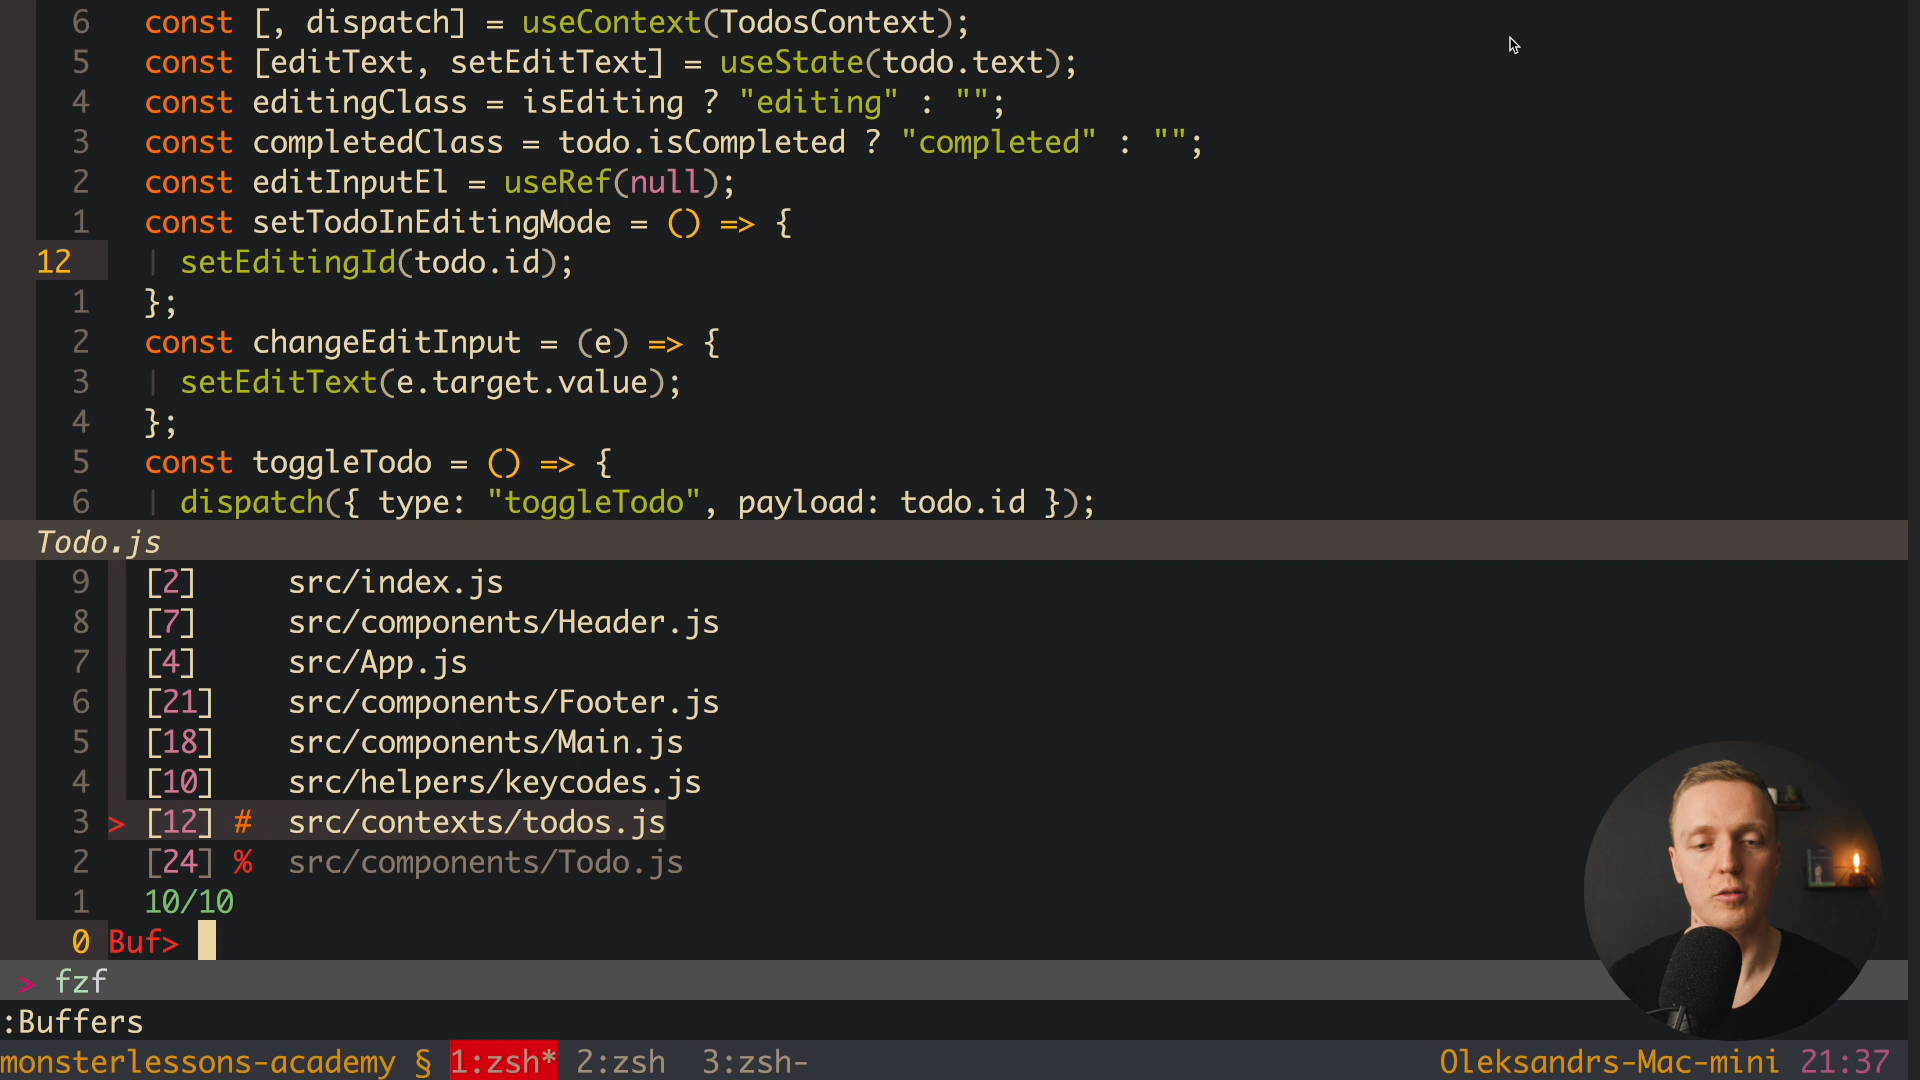 6 const [, dispatch] = useContext(TodosContext);
5 const [editText, setEditText] = useState(todo.text);
4 const editingClass = isEditing ? "editing" : "";
3 const completedClass = todo.isCompleted ? "completed" : "";
2 const editInputEl = useRef(null);
1 const setTodoInEditingMode = () => {
12 | setEditingId(todo.id);
1 };
2 const changeEditInput = (e) => {
3 | setEditText(e.target.value);
4 };
5 const toggleTodo = () => {
6 | dispatch({ type: "toggleTodo", payload: todo.id });
Todo.js
9 [2] src/index.js
8 [7] src/components/Header.js
7 [4] src/App.js
6 [21] src/components/Footer.js
5 [18] src/components/Main.js
4 [10] src/helpers/keycodes.js
3 > [12] # src/contexts/todos.js
2 [24] % src/components/Todo.js
1 10/10
0 Buf>
> fzf
:Buffers
monsterlessons-academy § 1:zsh* 2:zsh 3:zsh- Oleksandrs-Mac-mini 21:37